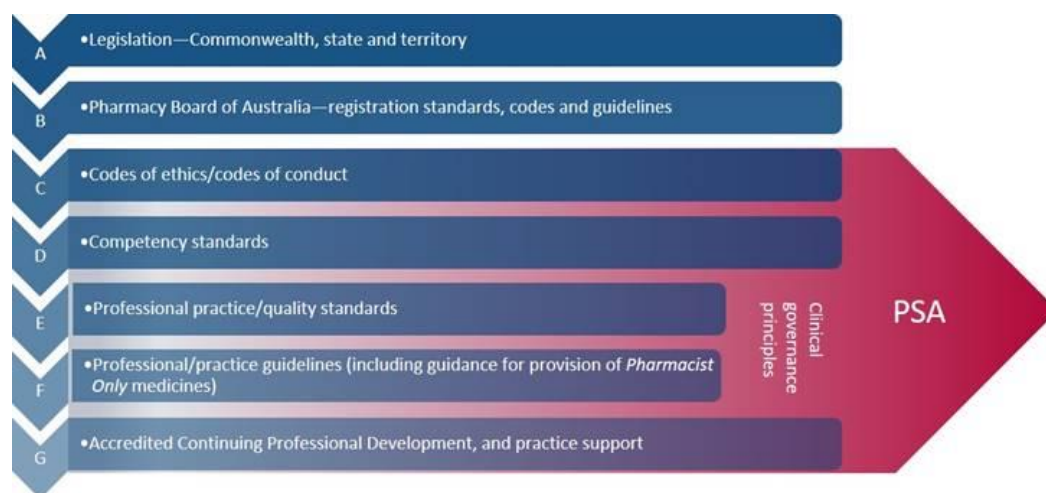 A
•Legislation—Commonwealth, state and territory
B
•Pharmacy Board of Australia—registration standards, codes and guidelines
C
•Codes of ethics/codes of conduct
D
•Competency standards
E
•Professional practice/quality standards
F
•Professional/practice guidelines (including guidance for provision of Pharmacist
Only medicines)
G
•Accredited Continuing Professional Development, and practice support
Clinical
governance
principles
PSA